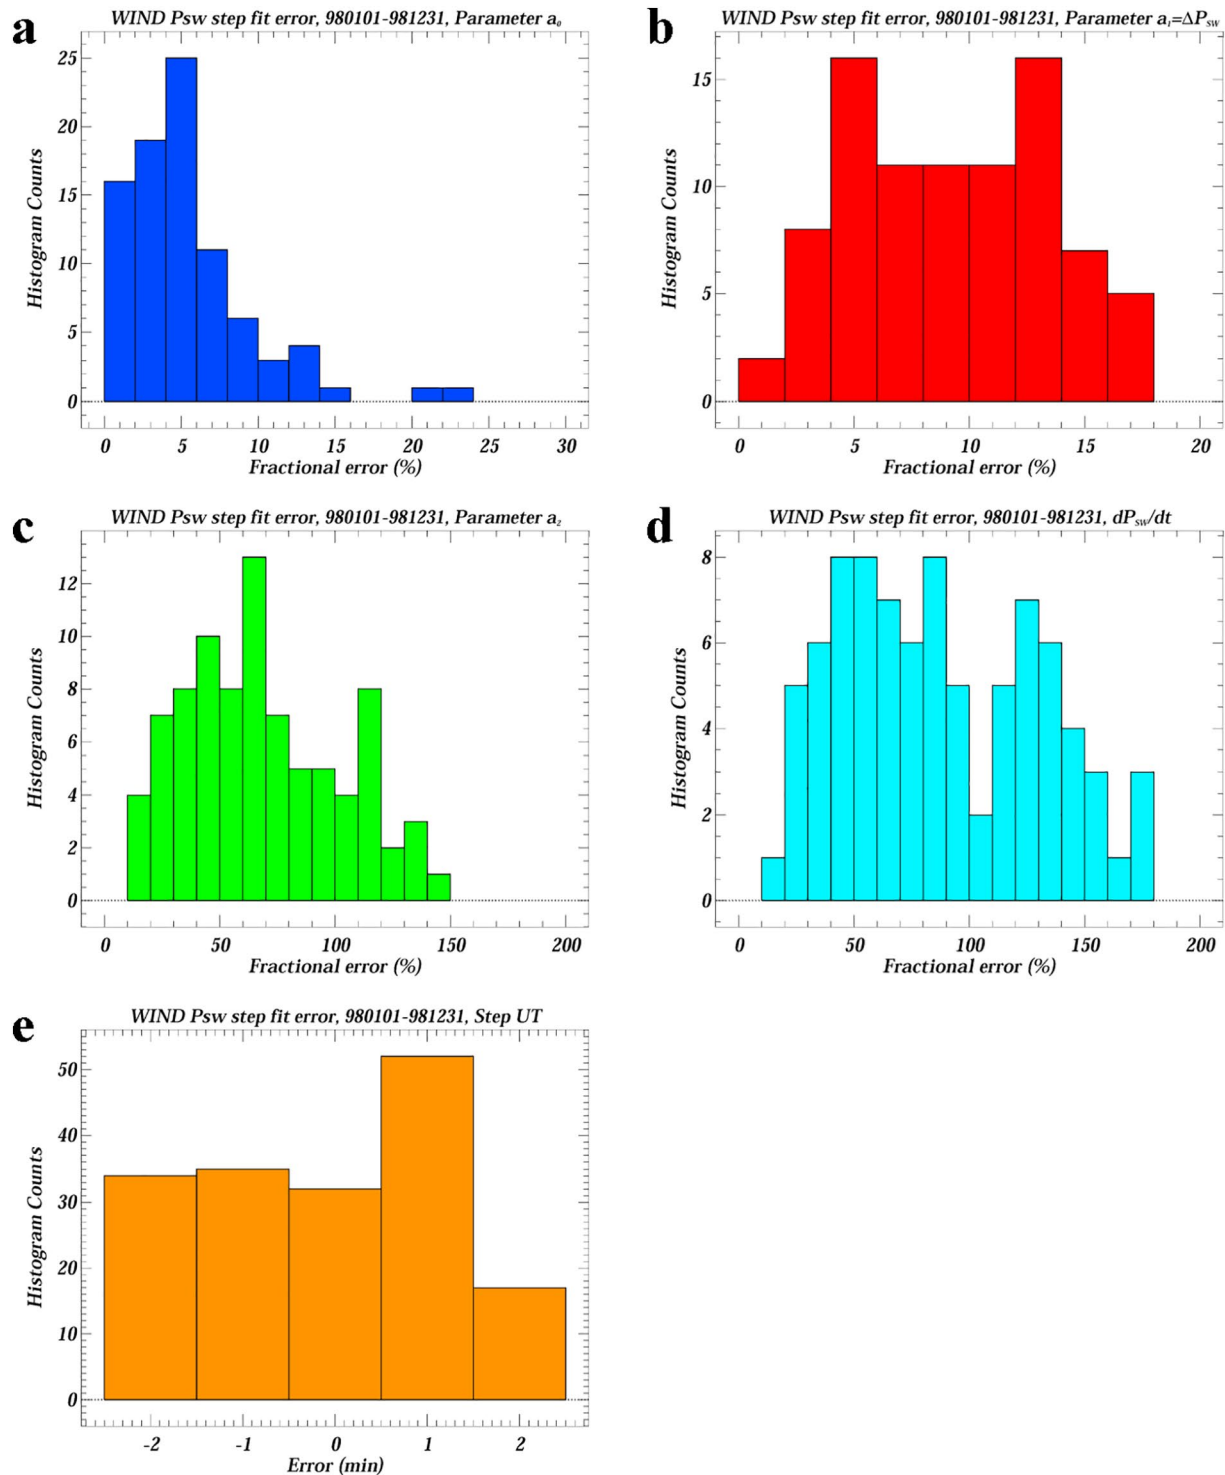 a
WIND Psw step fit error, 980101-981231, Parameter a₀
Histogram Counts
25
20
15
10
5
0
0 5 10 15 20 25 30
Fractional error (%)
b
WIND Psw step fit error, 980101-981231, Parameter a₁=ΔP_SW
Histogram Counts
15
10
5
0
0 5 10 15 20
Fractional error (%)
c
WIND Psw step fit error, 980101-981231, Parameter a₂
Histogram Counts
12
10
8
6
4
2
0
0 50 100 150 200
Fractional error (%)
d
WIND Psw step fit error, 980101-981231, dP_SW/dt
Histogram Counts
8
6
4
2
0
0 50 100 150 200
Fractional error (%)
e
WIND Psw step fit error, 980101-981231, Step UT
Histogram Counts
50
40
30
20
10
0
-2 -1 0 1 2
Error (min)